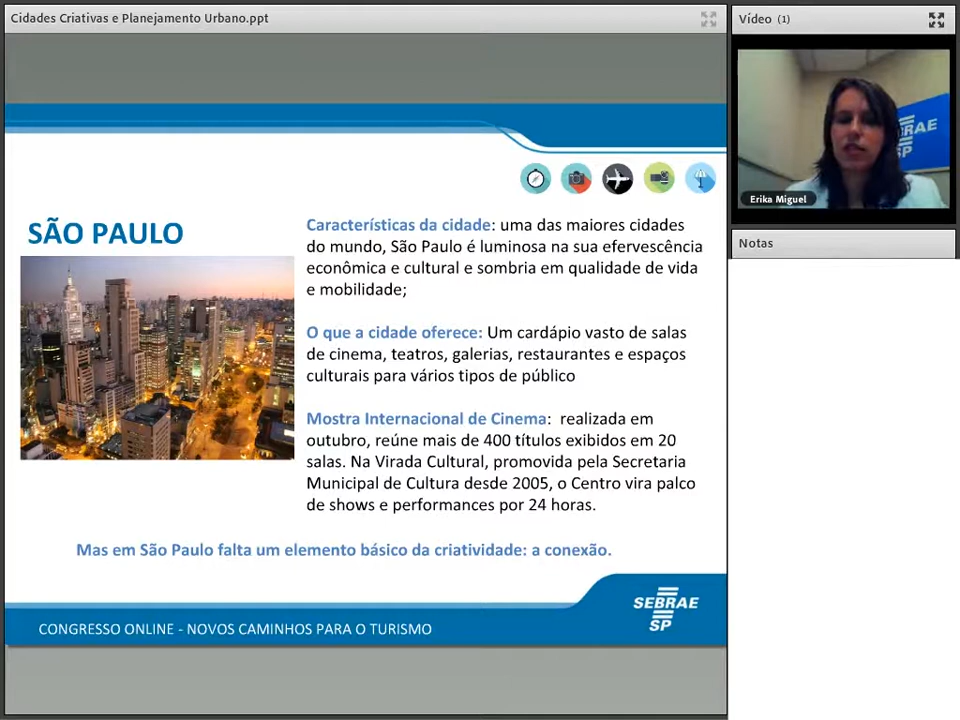 Cidades Criativas e Planejamento Urbano.ppt
Vídeo (1)
SEBRAE
SP
Erika Miguel
Notas
SÃO PAULO
Características da cidade: uma das maiores cidades
do mundo, São Paulo é luminosa na sua efervescência
econômica e cultural e sombria em qualidade de vida
e mobilidade;
O que a cidade oferece: Um cardápio vasto de salas
de cinema, teatros, galerias, restaurantes e espaços
culturais para vários tipos de público
Mostra Internacional de Cinema: realizada em
outubro, reúne mais de 400 títulos exibidos em 20
salas. Na Virada Cultural, promovida pela Secretaria
Municipal de Cultura desde 2005, o Centro vira palco
de shows e performances por 24 horas.
Mas em São Paulo falta um elemento básico da criatividade: a conexão.
CONGRESSO ONLINE - NOVOS CAMINHOS PARA O TURISMO
SEBRAE
SP